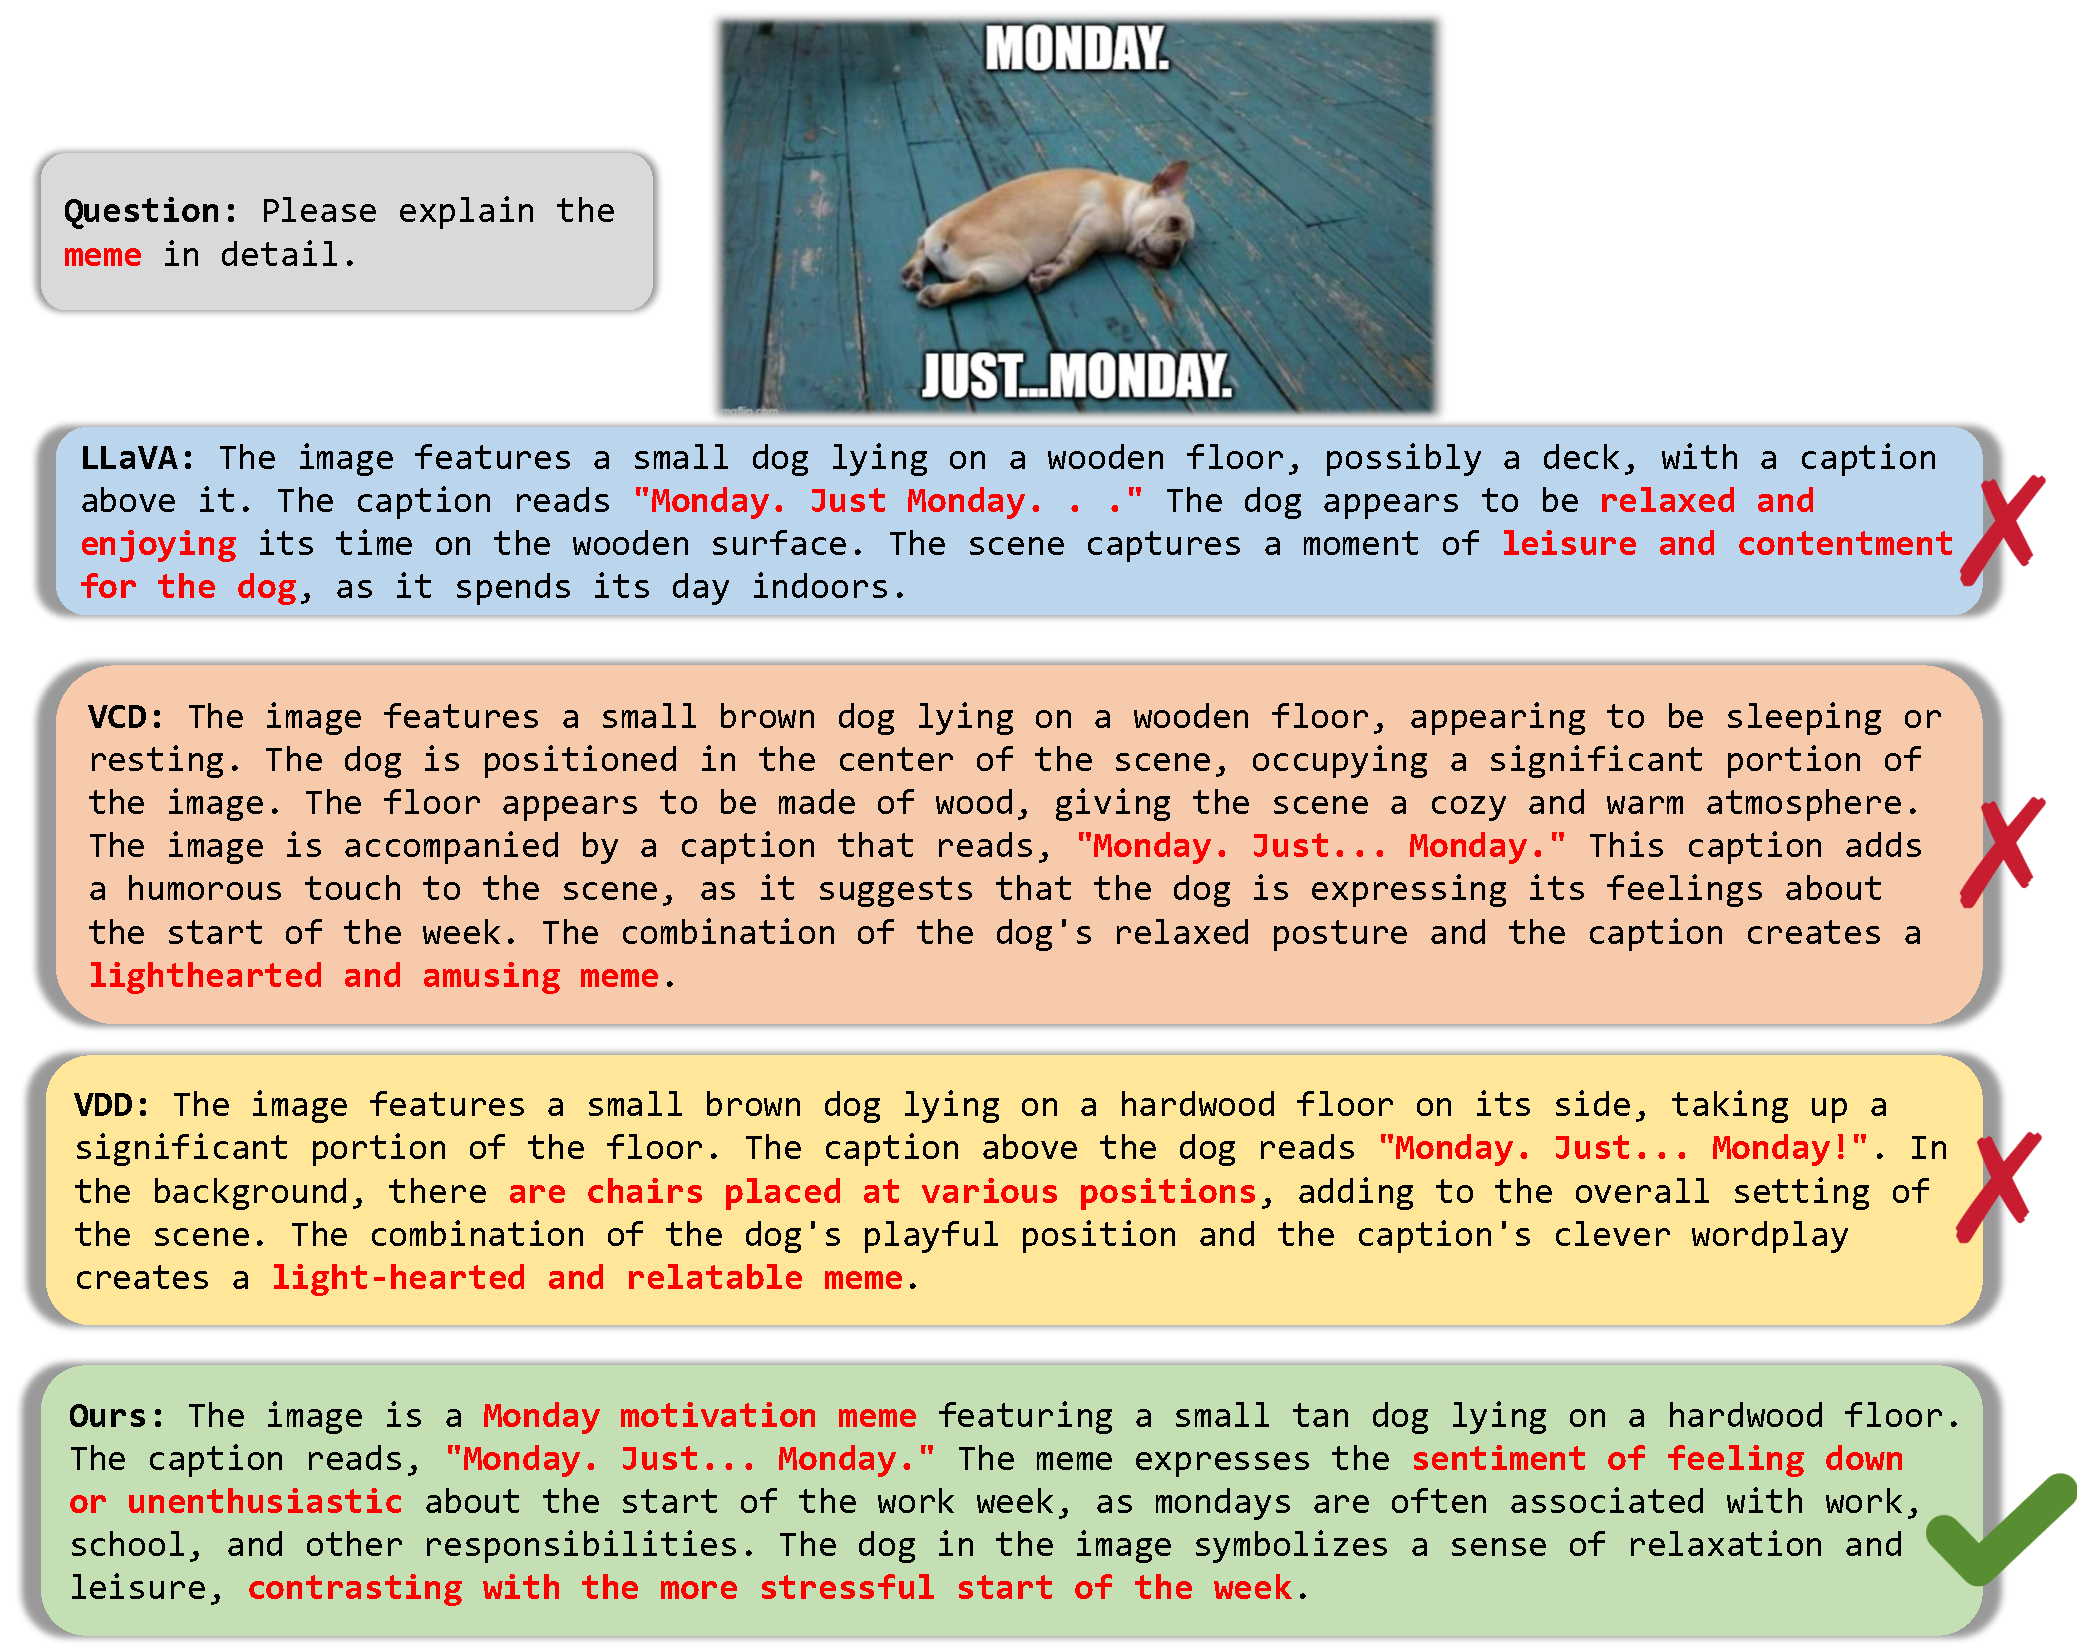 MONDAY.
Question: Please explain the
meme in detail.
JUST...MONDAY.
imgflip.com
LLaVA: The image features a small dog lying on a wooden floor, possibly a deck, with a caption
above it. The caption reads "Monday. Just Monday. . ." The dog appears to be relaxed and
enjoying its time on the wooden surface. The scene captures a moment of leisure and contentment
for the dog, as it spends its day indoors.
VCD: The image features a small brown dog lying on a wooden floor, appearing to be sleeping or
resting. The dog is positioned in the center of the scene, occupying a significant portion of
the image. The floor appears to be made of wood, giving the scene a cozy and warm atmosphere.
The image is accompanied by a caption that reads, "Monday. Just... Monday." This caption adds
a humorous touch to the scene, as it suggests that the dog is expressing its feelings about
the start of the week. The combination of the dog's relaxed posture and the caption creates a
lighthearted and amusing meme.
VDD: The image features a small brown dog lying on a hardwood floor on its side, taking up a
significant portion of the floor. The caption above the dog reads "Monday. Just... Monday!". In
the background, there are chairs placed at various positions, adding to the overall setting of
the scene. The combination of the dog's playful position and the caption's clever wordplay
creates a light-hearted and relatable meme.
Ours: The image is a Monday motivation meme featuring a small tan dog lying on a hardwood floor.
The caption reads, "Monday. Just... Monday." The meme expresses the sentiment of feeling down
or unenthusiastic about the start of the work week, as mondays are often associated with work,
school, and other responsibilities. The dog in the image symbolizes a sense of relaxation and
leisure, contrasting with the more stressful start of the week.